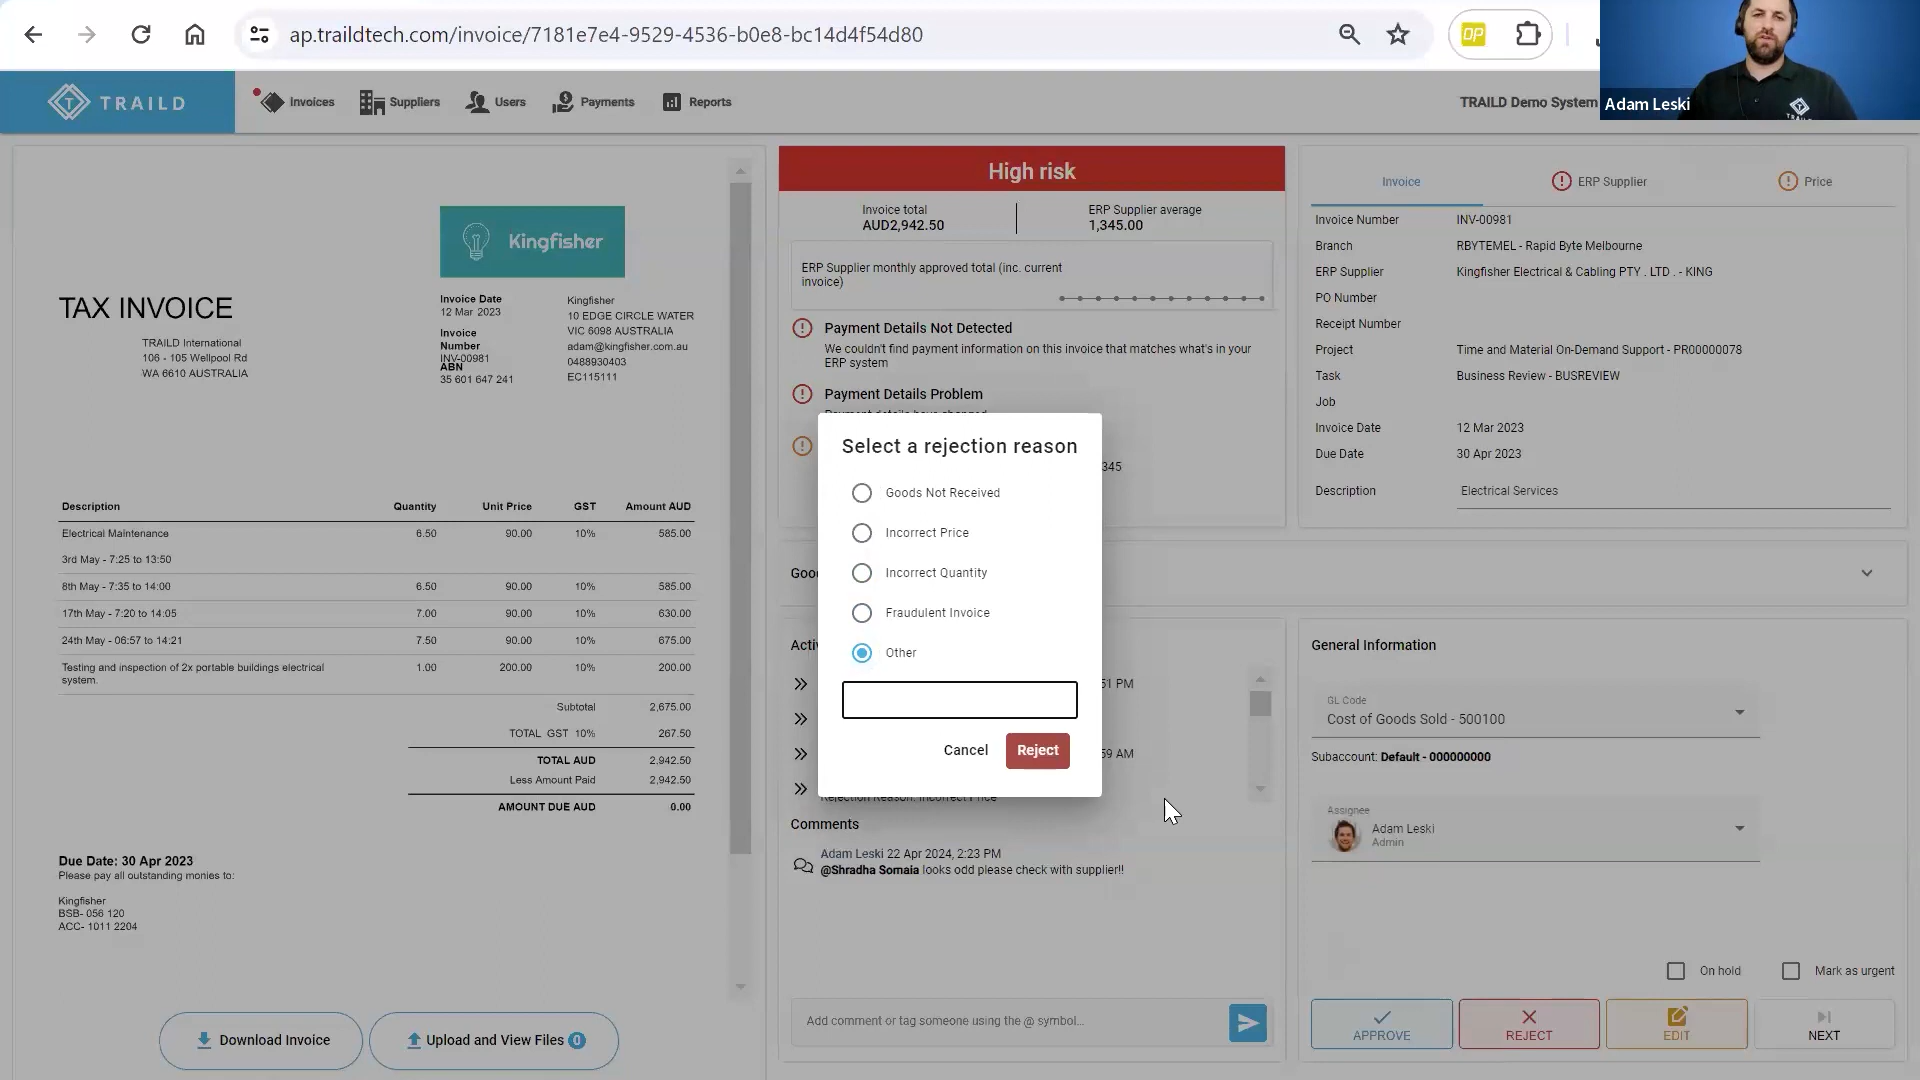 ap.traildtech.com/invoice/7181e7e4-9529-4536-b0e8-bc14d4f54d80
OP
Adam Leski
TRAILD
Invoices
Suppliers
Users
Payments
Reports
TRAILD Demo System
Kingfisher
TAX INVOICE
TRAILD International
106 - 105 Wellpool Rd
WA 6610 AUSTRALIA
Invoice Date
12 Mar 2023
Invoice
Number
INV-00981
ABN
35 601 647 241
Kingfisher
10 EDGE CIRCLE WATER
VIC 6098 AUSTRALIA
adam@kingfisher.com.au
0488930403
EC115111
Description Quantity Unit Price GST Amount AUD
Electrical Maintenance 6.50 90.00 10% 585.00
3rd May - 7:25 to 13:50
8th May - 7:35 to 14:00 6.50 90.00 10% 585.00
17th May - 7:20 to 14:05 7.00 90.00 10% 630.00
24th May - 06:57 to 14:21 7.50 90.00 10% 675.00
Testing and inspection of 2x portable buildings electrical 1.00 200.00 10% 200.00
system.
Subtotal 2,675.00
TOTAL GST 10% 267.50
TOTAL AUD 2,942.50
Less Amount Paid 2,942.50
AMOUNT DUE AUD 0.00
Due Date: 30 Apr 2023
Please pay all outstanding monies to:
Kingfisher
BSB- 056 120
ACC- 1011 2204
Download Invoice
Upload and View Files 0
High risk
Invoice total
AUD2,942.50
ERP Supplier average
1,345.00
ERP Supplier monthly approved total (inc. current
invoice)
Payment Details Not Detected
We couldn't find payment information on this invoice that matches what's in your
ERP system
Payment Details Problem
Payment details have changed
345
Select a rejection reason
Goods Not Received
Incorrect Price
Incorrect Quantity
Fraudulent Invoice
Other
Cancel
Reject
Goo
Activ
51 PM
59 AM
Rejection Reason: Incorrect Price
Comments
Adam Leski 22 Apr 2024, 2:23 PM
@Shradha Somaia looks odd please check with supplier!!
Add comment or tag someone using the @ symbol...
Invoice
ERP Supplier
Price
Invoice Number INV-00981
Branch RBYTEMEL - Rapid Byte Melbourne
ERP Supplier Kingfisher Electrical & Cabling PTY . LTD . - KING
PO Number
Receipt Number
Project Time and Material On-Demand Support - PR00000078
Task Business Review - BUSREVIEW
Job
Invoice Date 12 Mar 2023
Due Date 30 Apr 2023
Description Electrical Services
General Information
GL Code
Cost of Goods Sold - 500100
Subaccount: Default - 000000000
Assignee
Adam Leski
Admin
On hold
Mark as urgent
APPROVE
REJECT
EDIT
NEXT